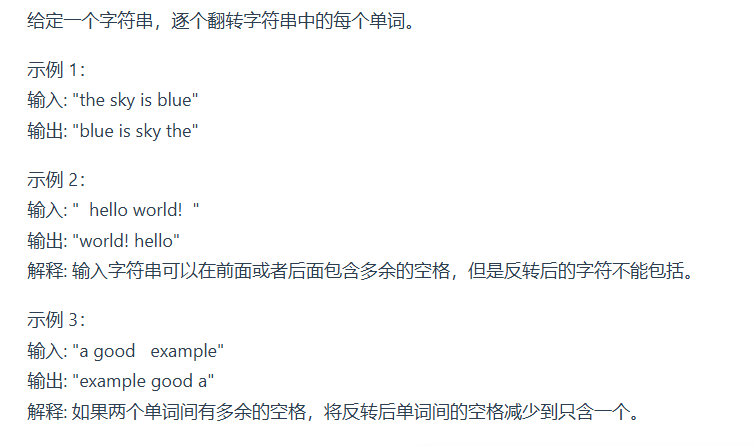 给定一个字符串，逐个翻转字符串中的每个单词。
示例 1：
输入: "the sky is blue"
输出: "blue is sky the"
示例 2：
输入: "  hello world!  "
输出: "world! hello"
解释: 输入字符串可以在前面或者后面包含多余的空格，但是反转后的字符不能包括。
示例 3：
输入: "a good   example"
输出: "example good a"
解释: 如果两个单词间有多余的空格，将反转后单词间的空格减少到只含一个。